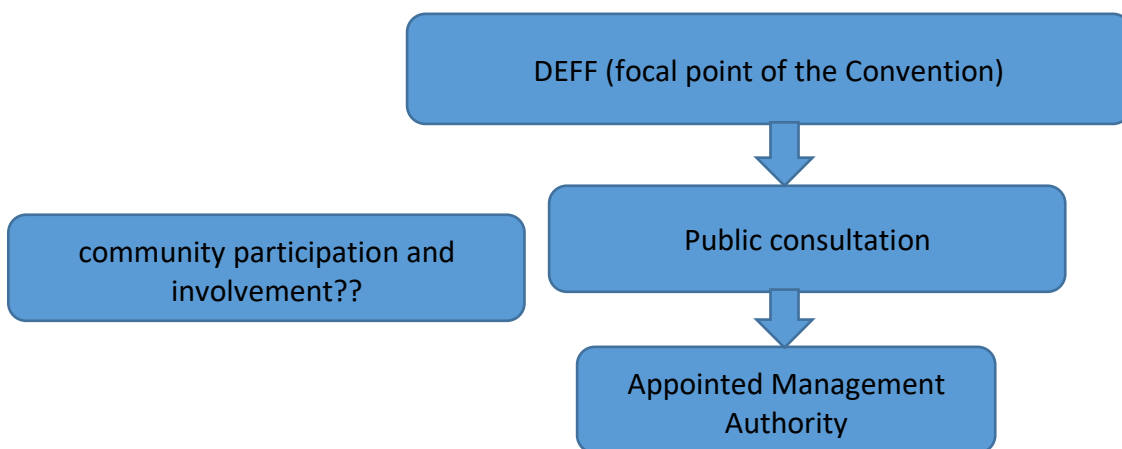 DEFF (focal point of the Convention)
Public consultation
community participation and
involvement??
Appointed Management
Authority